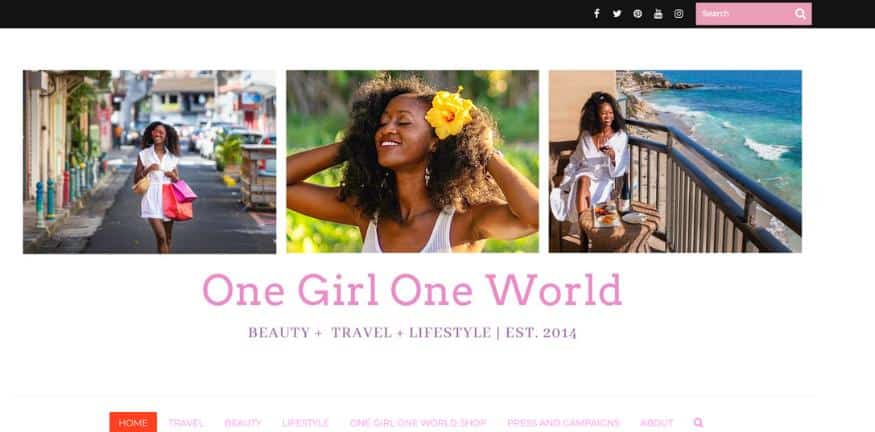 Search
One Girl One World
BEAUTY + TRAVEL + LIFESTYLE | EST. 2014
HOME TRAVEL BEAUTY LIFESTYLE ONE GIRL ONE WORLD SHOP PRESS AND CAMPAIGNS ABOUT